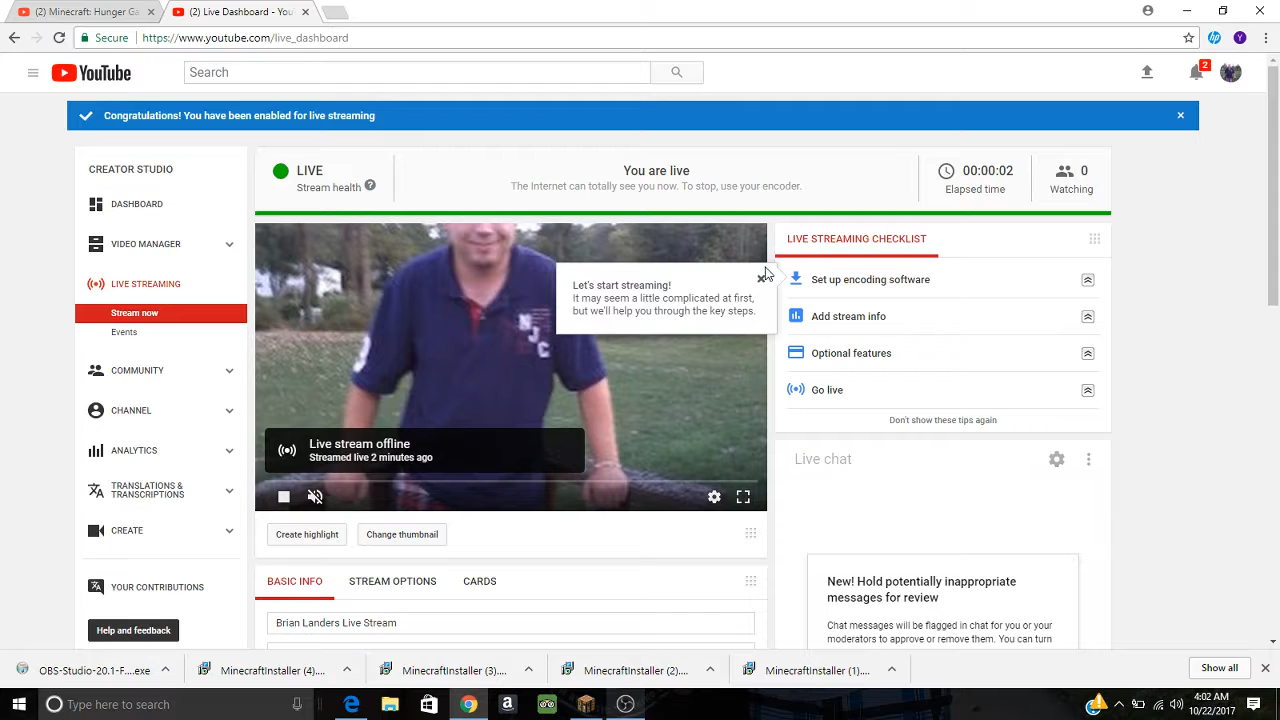 (2) Minecraft: Hunger Ga
(2) Live Dashboard - You
Secure
https://www.youtube.com/live_dashboard
YouTube
Search
2
Y
Congratulations! You have been enabled for live streaming
CREATOR STUDIO
DASHBOARD
VIDEO MANAGER
LIVE STREAMING
Stream now
Events
COMMUNITY
CHANNEL
ANALYTICS
TRANSLATIONS &
TRANSCRIPTIONS
CREATE
YOUR CONTRIBUTIONS
Help and feedback
LIVE
Stream health ?
You are live
The Internet can totally see you now. To stop, use your encoder.
00:00:02
Elapsed time
0
Watching
Let's start streaming!
It may seem a little complicated at first,
but we'll help you through the key steps.
NJC
Live stream offline
Streamed live 2 minutes ago
Create highlight
Change thumbnail
BASIC INFO
STREAM OPTIONS
CARDS
Brian Landers Live Stream
LIVE STREAMING CHECKLIST
Set up encoding software
Add stream info
Optional features
Go live
Don't show these tips again
Live chat
New! Hold potentially inappropriate
messages for review
Chat messages will be flagged in chat for you or your
moderators to approve or remove them. You can turn
OBS-Studio-20.1-F....exe
MinecraftInstaller (4)....
MinecraftInstaller (3)....
MinecraftInstaller (2)....
MinecraftInstaller (1)....
Show all
Type here to search
4:02 AM
10/22/2017